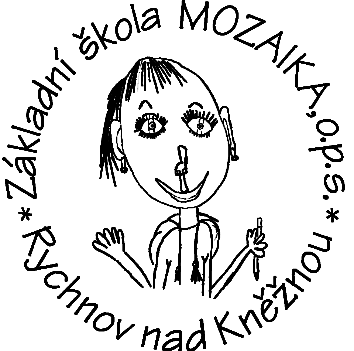 Základní škola MOZAIKA, o.p.s.
* Rychnov nad Kněžnou *